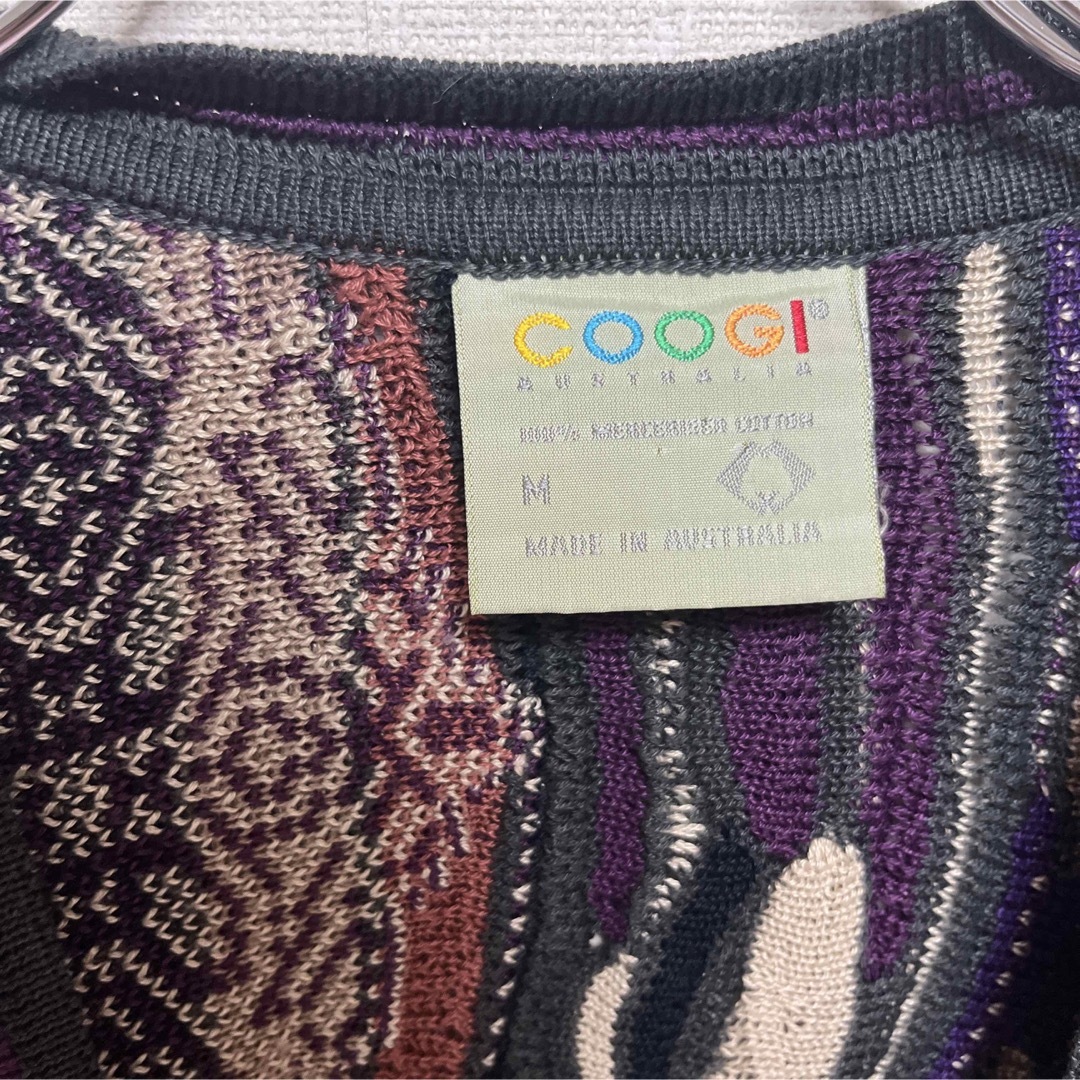 COOGI®
AUSTRALIA
100% MERCERISED COTTON
M
MADE IN AUSTRALIA